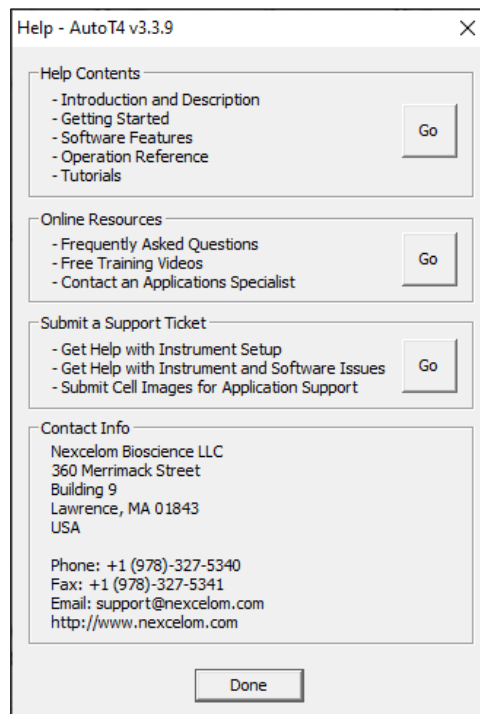 Help - AutoT4 v3.3.9
Help Contents
- Introduction and Description
- Getting Started
- Software Features
- Operation Reference
- Tutorials
Go
Online Resources
- Frequently Asked Questions
- Free Training Videos
- Contact an Applications Specialist
Go
Submit a Support Ticket
- Get Help with Instrument Setup
- Get Help with Instrument and Software Issues
- Submit Cell Images for Application Support
Go
Contact Info
Nexcelom Bioscience LLC
360 Merrimack Street
Building 9
Lawrence, MA 01843
USA
Phone: +1 (978)-327-5340
Fax: +1 (978)-327-5341
Email: support@nexcelom.com
http://www.nexcelom.com
Done